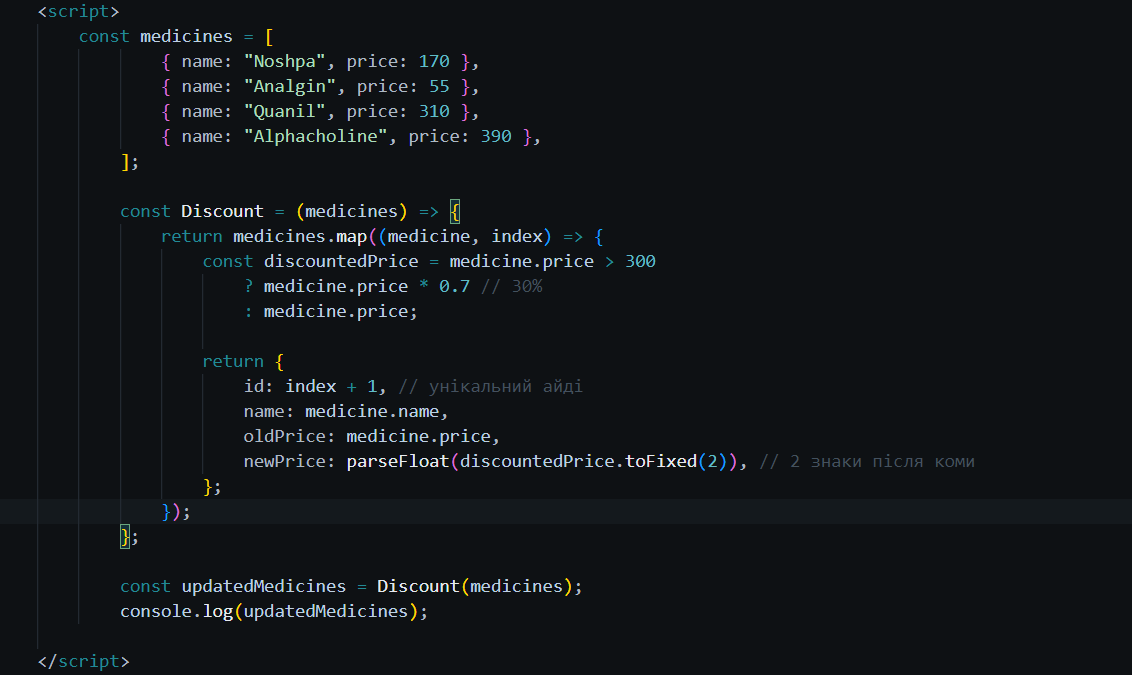 <script>
const medicines = [
{ name: "Noshpa", price: 170 },
{ name: "Analgin", price: 55 },
{ name: "Quanil", price: 310 },
{ name: "Alphacholine", price: 390 },
];
const Discount = (medicines) => {
return medicines.map((medicine, index) => {
const discountedPrice = medicine.price > 300
? medicine.price * 0.7 // 30%
: medicine.price;
return {
id: index + 1, // унікальний айді
name: medicine.name,
oldPrice: medicine.price,
newPrice: parseFloat(discountedPrice.toFixed(2)), // 2 знаки після коми
};
});
};
const updatedMedicines = Discount(medicines);
console.log(updatedMedicines);
</script>